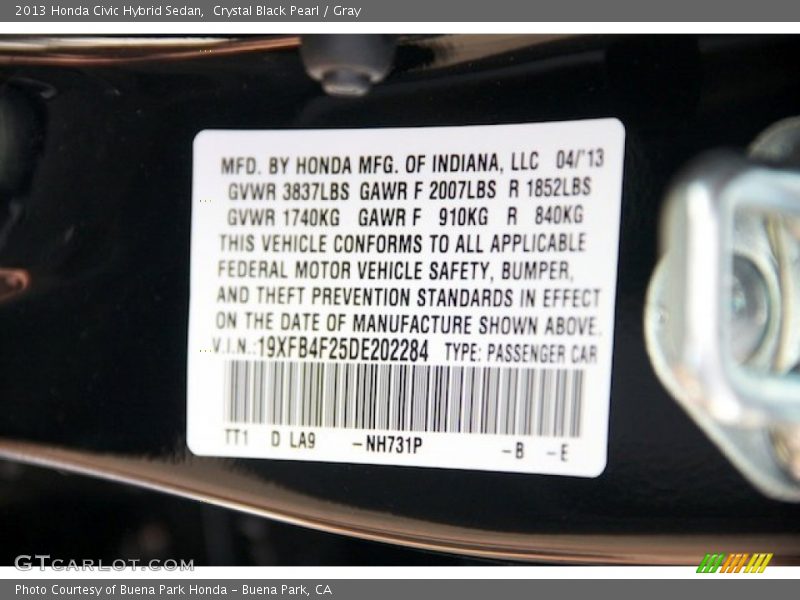 2013 Honda Civic Hybrid Sedan, Crystal Black Pearl / Gray
MFD. BY HONDA MFG. OF INDIANA, LLC 04/'13
GVWR 3837LBS GAWR F 2007LBS R 1852LBS
GVWR 1740KG GAWR F 910KG R 840KG
THIS VEHICLE CONFORMS TO ALL APPLICABLE
FEDERAL MOTOR VEHICLE SAFETY, BUMPER,
AND THEFT PREVENTION STANDARDS IN EFFECT
ON THE DATE OF MANUFACTURE SHOWN ABOVE.
V.I.N.:19XFB4F25DE202284 TYPE: PASSENGER CAR
TT1 D LA9 -NH731P -B -E
GTCARLOT.COM
Photo Courtesy of Buena Park Honda - Buena Park, CA